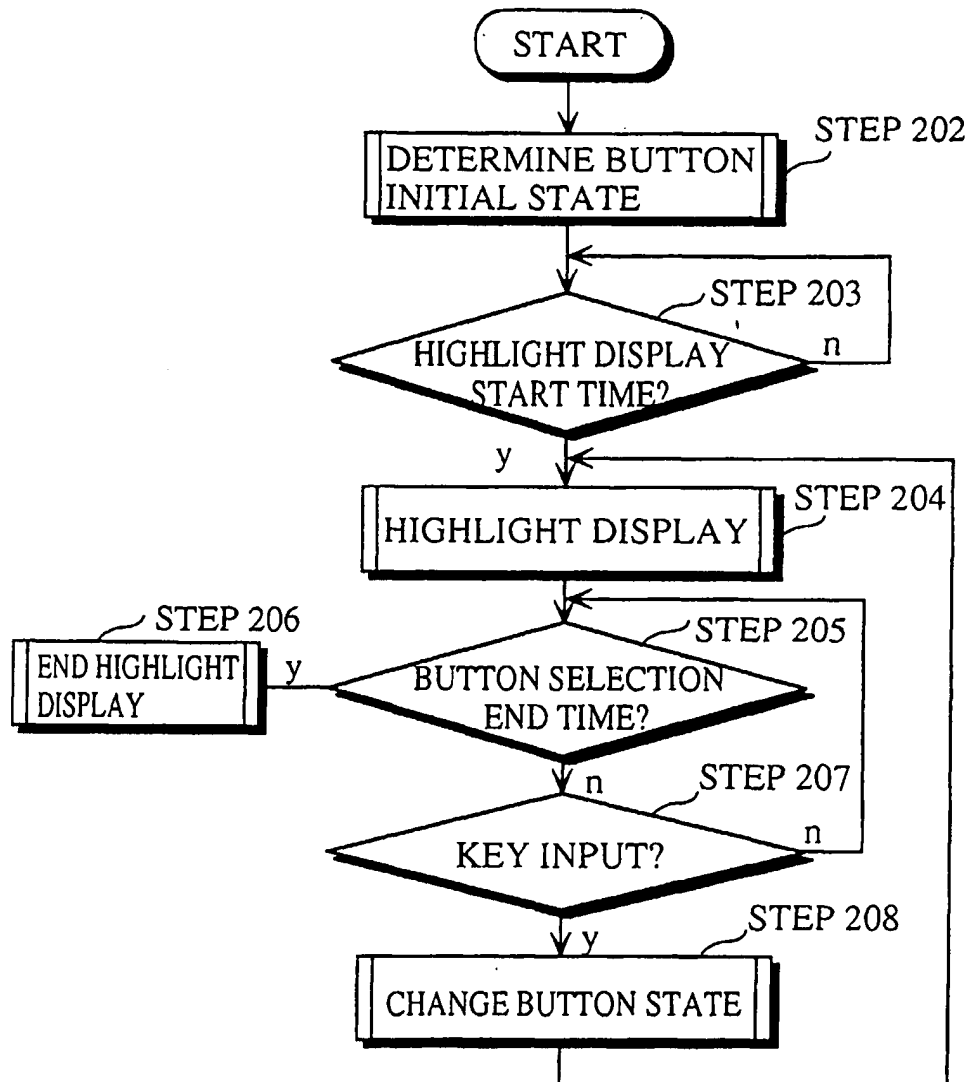 START
STEP 202
DETERMINE BUTTON
INITIAL STATE
STEP 203
HIGHLIGHT DISPLAY
START TIME?
n
y
STEP 204
HIGHLIGHT DISPLAY
STEP 206
END HIGHLIGHT
DISPLAY
y
STEP 205
BUTTON SELECTION
END TIME?
n
STEP 207
KEY INPUT?
n
y
STEP 208
CHANGE BUTTON STATE